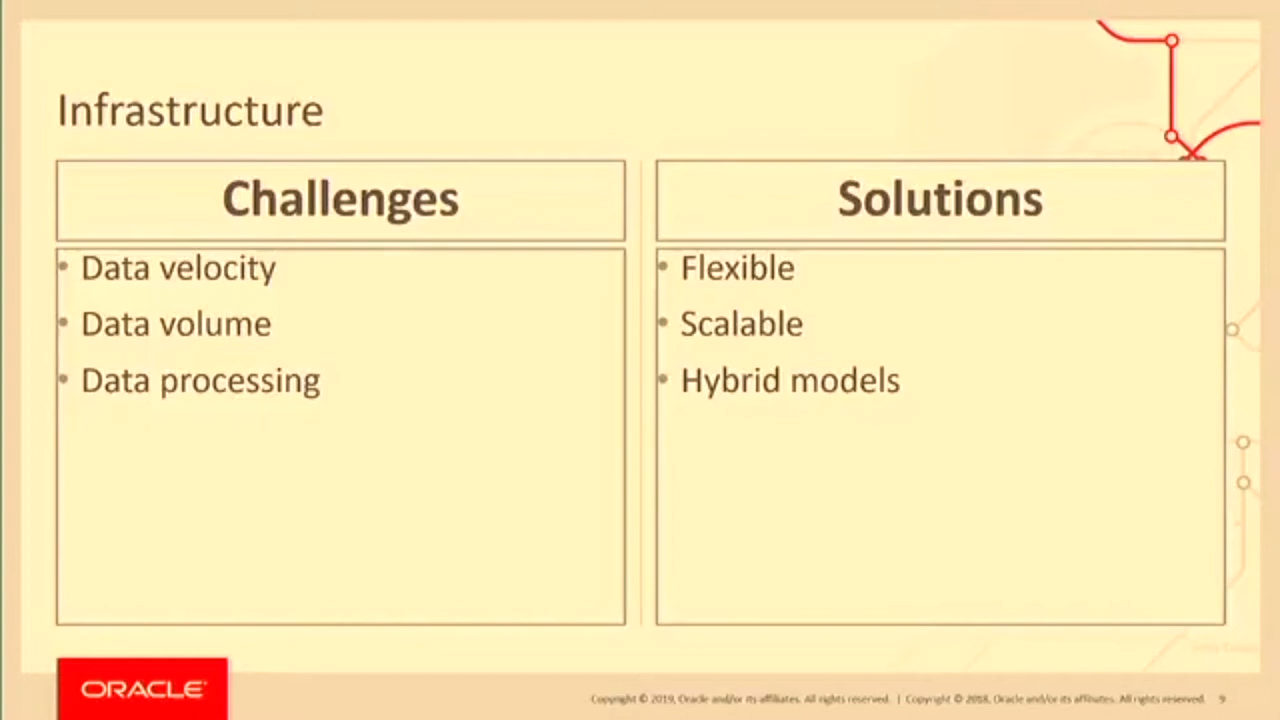 Infrastructure
Challenges
• Data velocity
• Data volume
• Data processing
Solutions
• Flexible
• Scalable
• Hybrid models
ORACLE
Copyright © 2019, Oracle and/or its affiliates. All rights reserved. | Copyright © 2018, Oracle and/or its affiliates. All rights reserved. 9